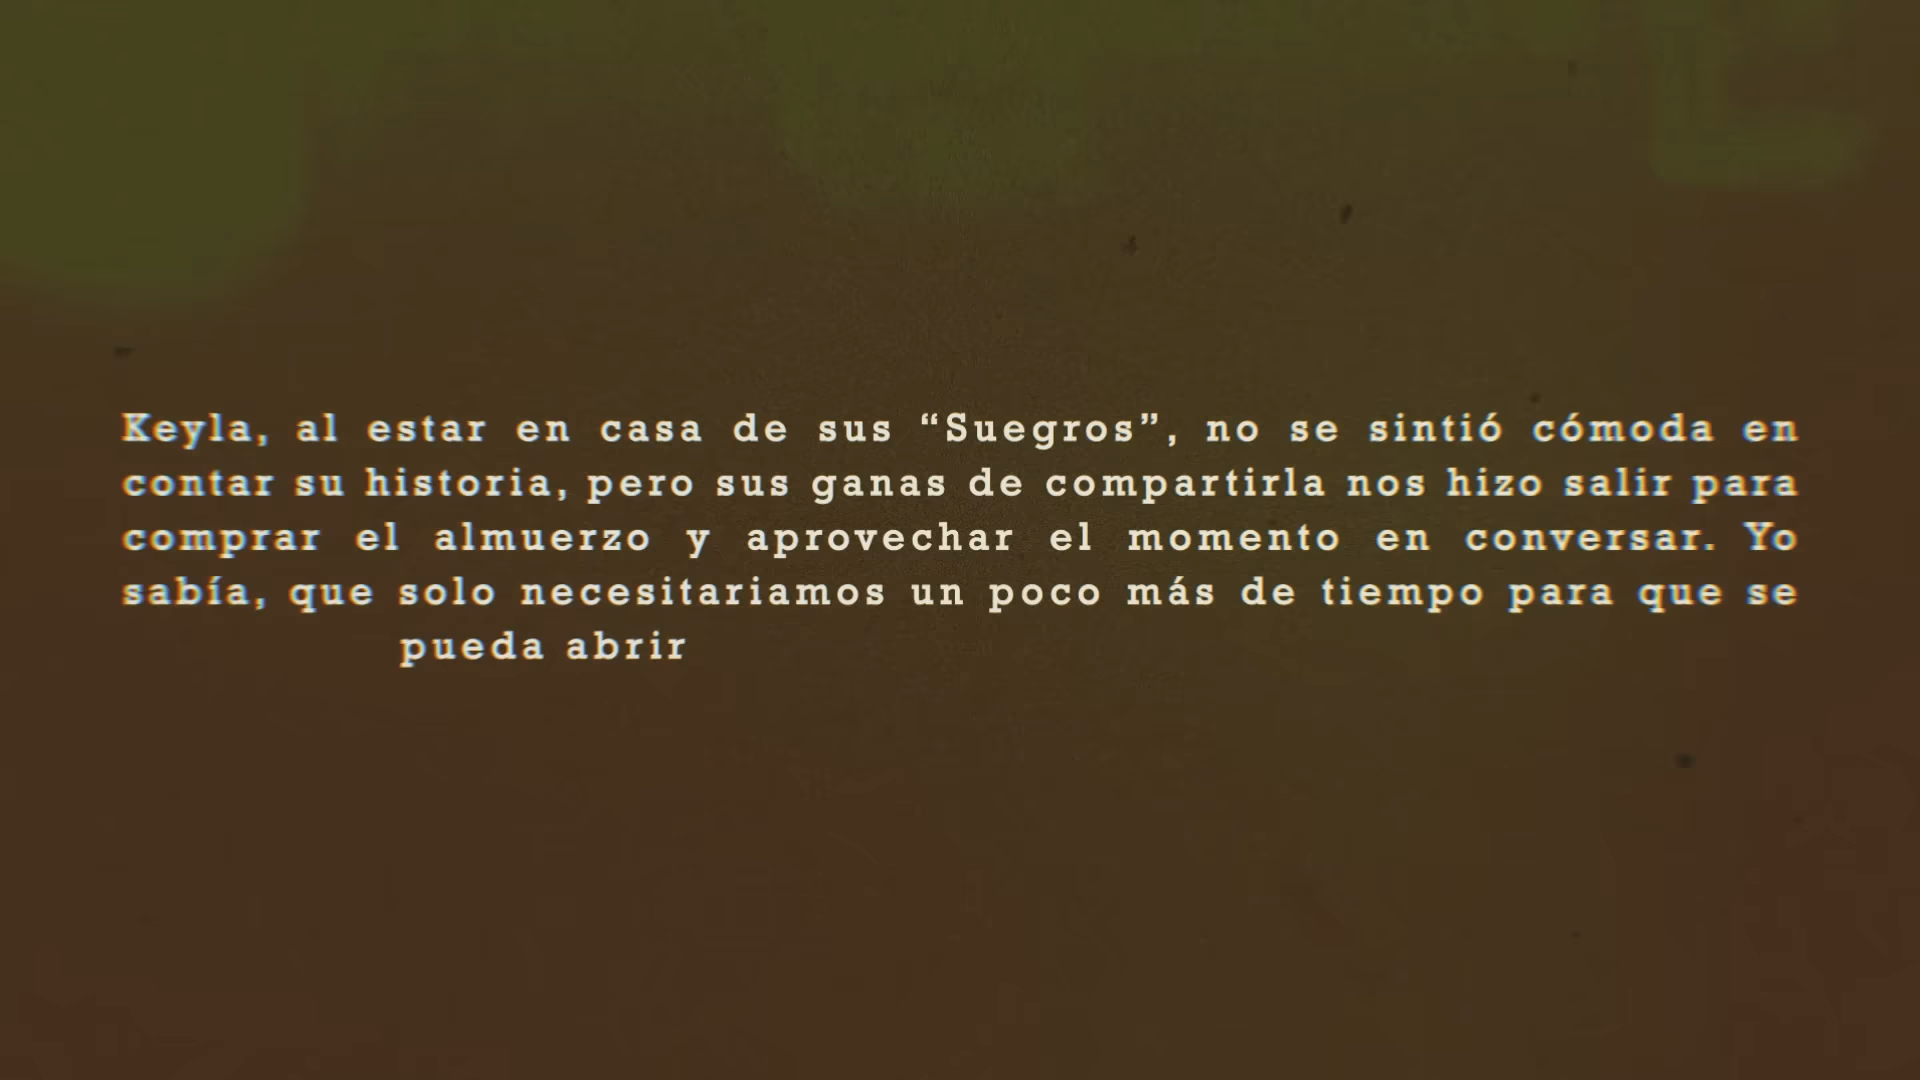 Keyla, al estar en casa de sus “Suegros”, no se sintió cómoda en
contar su historia, pero sus ganas de compartirla nos hizo salir para
comprar el almuerzo y aprovechar el momento en conversar. Yo
sabía, que solo necesitariamos un poco más de tiempo para que se
pueda abrir